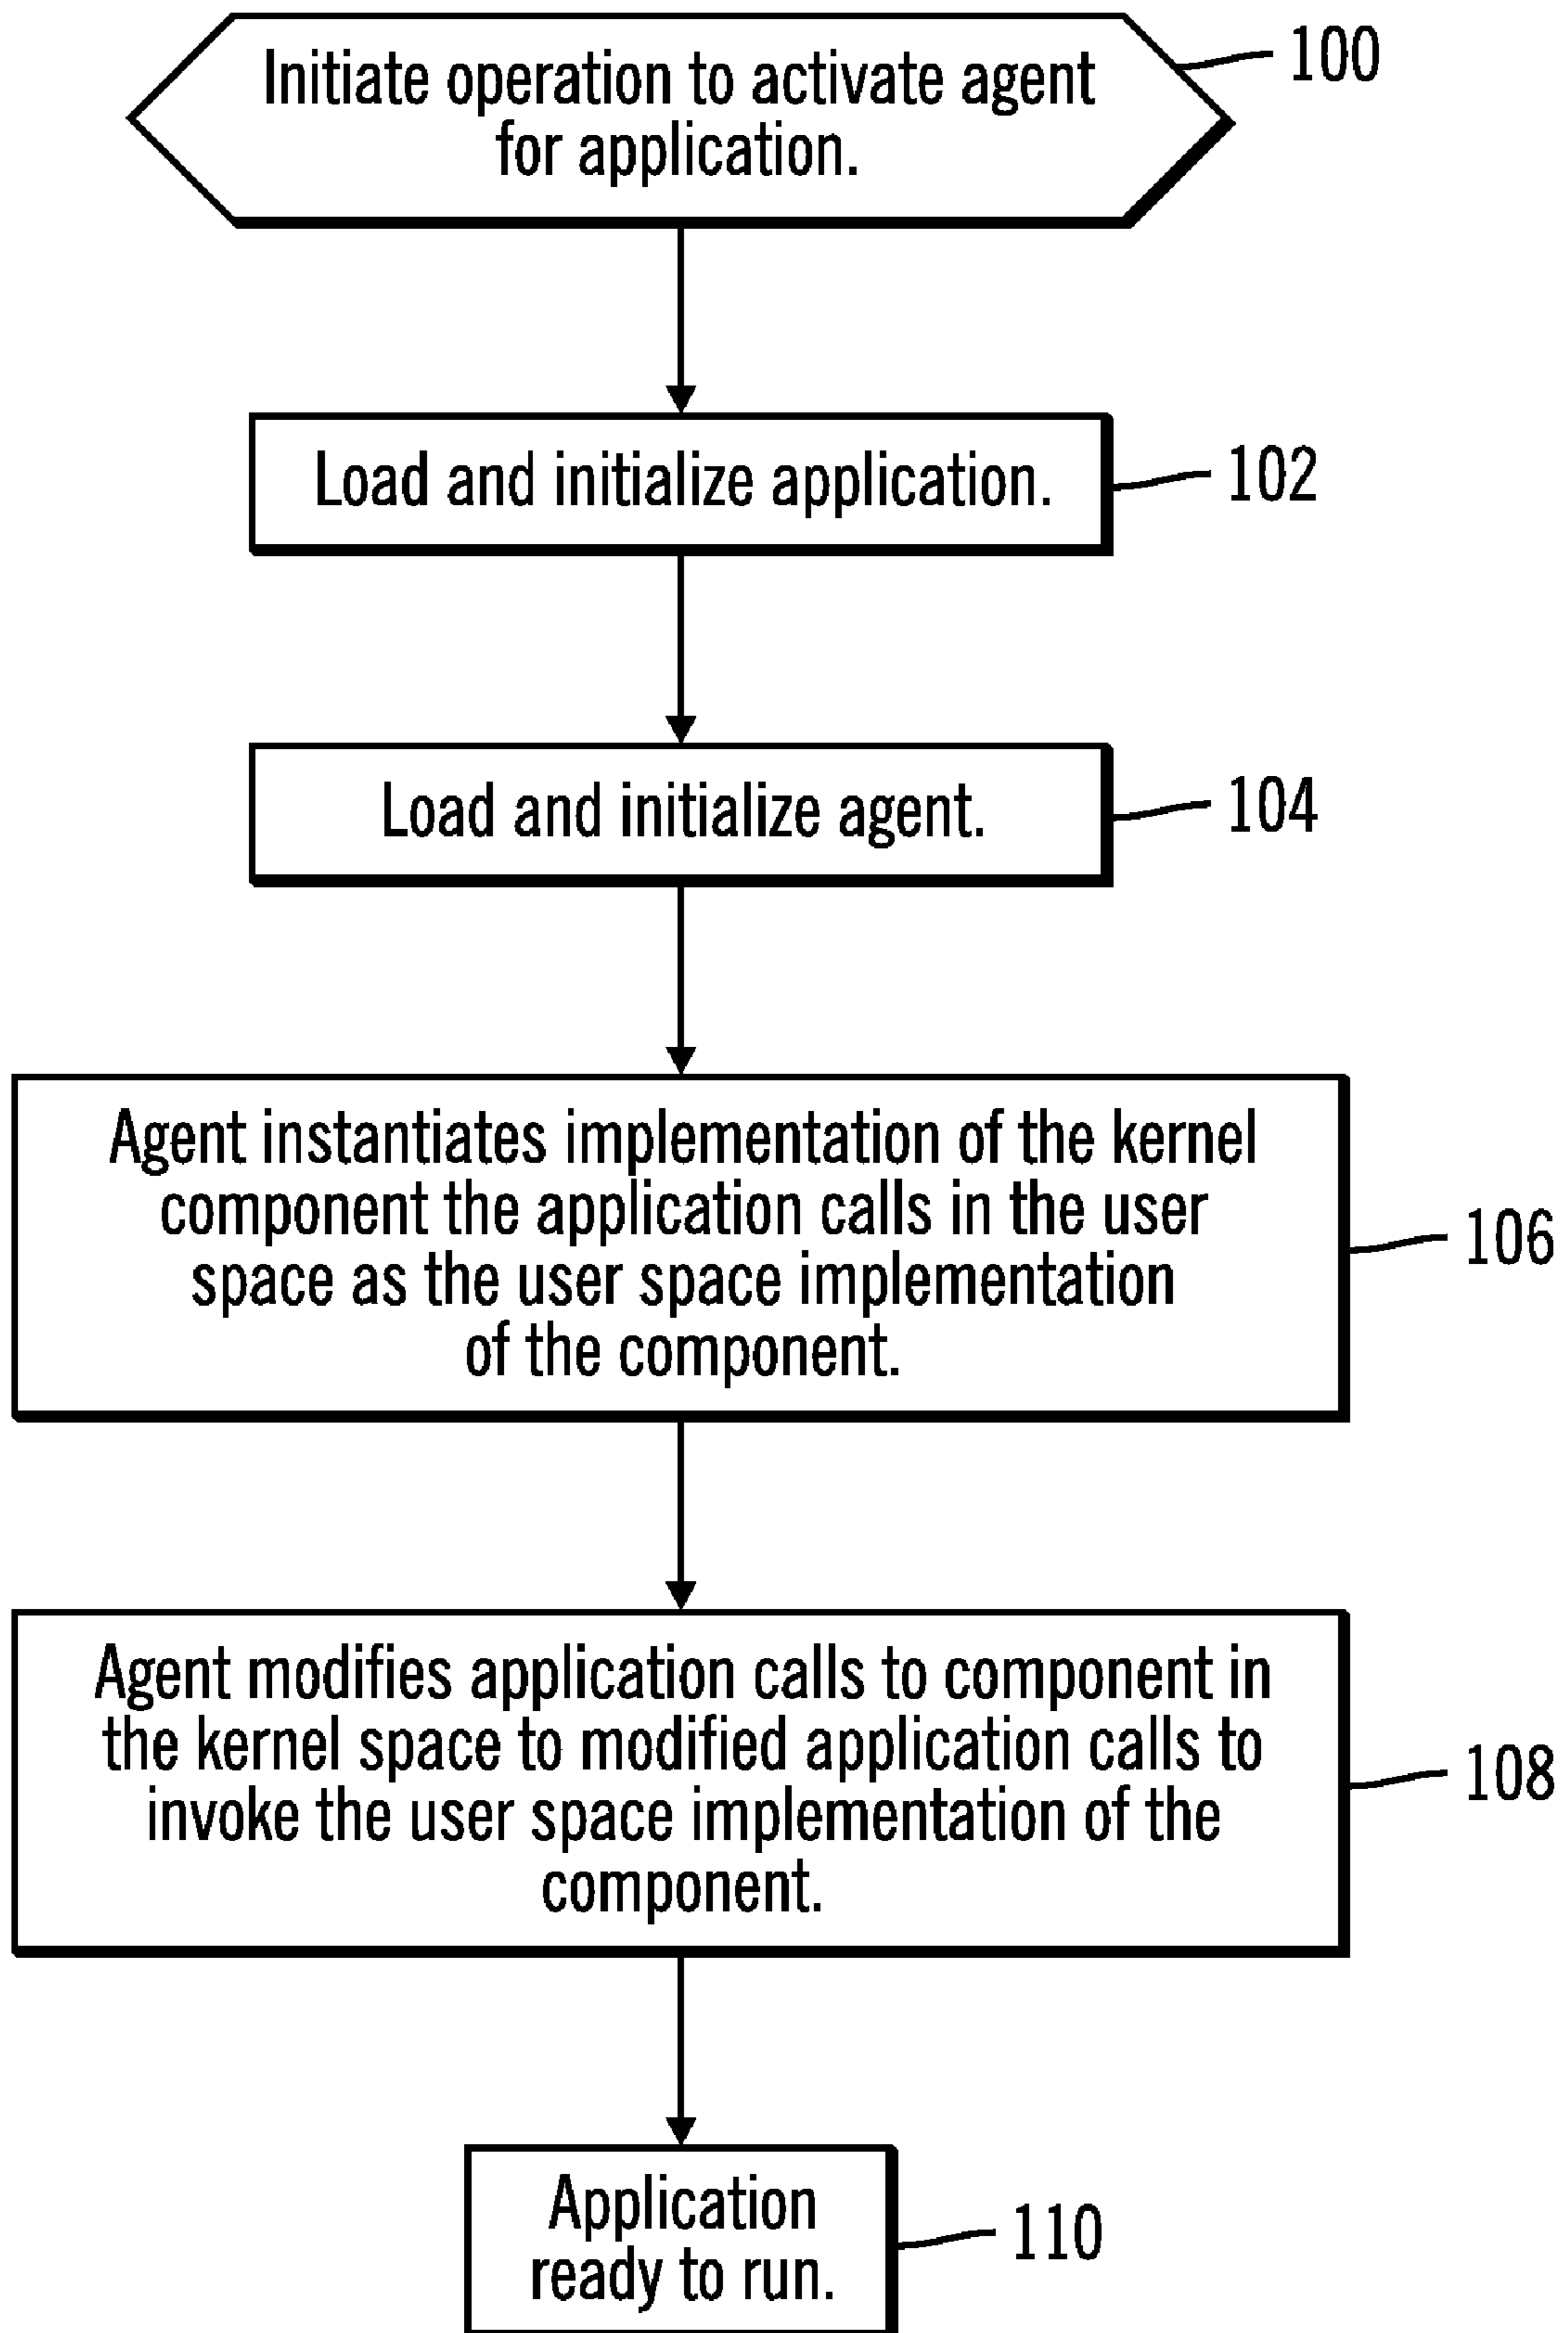 Initiate operation to activate agent
for application.
100
Load and initialize application.
102
Load and initialize agent.
104
Agent instantiates implementation of the kernel
component the application calls in the user
space as the user space implementation
of the component.
106
Agent modifies application calls to component in
the kernel space to modified application calls to
invoke the user space implementation of the
component.
108
Application
ready to run.
110